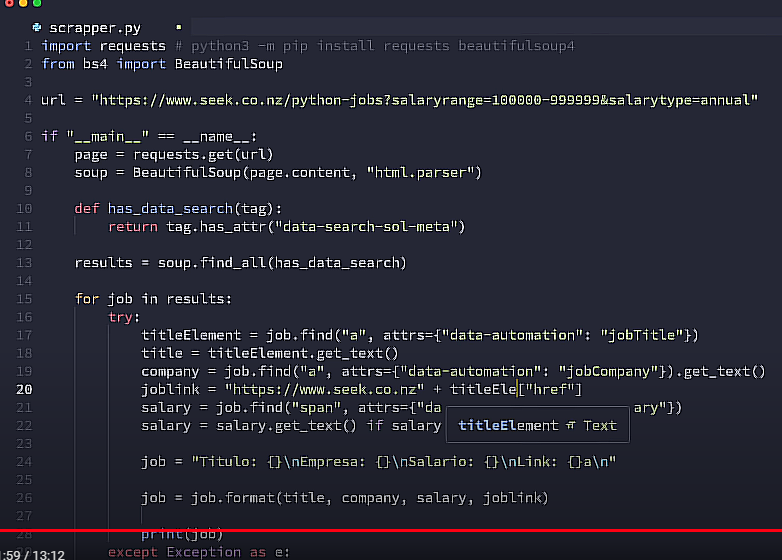 scrapper.py
1 import requests # python3 -m pip install requests beautifulsoup4
2 from bs4 import BeautifulSoup
3
4 url = "https://www.seek.co.nz/python-jobs?salaryrange=100000-999999&salarytype=annual"
5
6 if "__main__" == __name__:
7 page = requests.get(url)
8 soup = BeautifulSoup(page.content, "html.parser")
9
10 def has_data_search(tag):
11 return tag.has_attr("data-search-sol-meta")
12
13 results = soup.find_all(has_data_search)
14
15 for job in results:
16 try:
17 titleElement = job.find("a", attrs={"data-automation": "jobTitle"})
18 title = titleElement.get_text()
19 company = job.find("a", attrs={"data-automation": "jobCompany"}).get_text()
20 joblink = "https://www.seek.co.nz" + titleEle["href"]
21 salary = job.find("span", attrs={"da ary"})
22 salary = salary.get_text() if salary
titleElement Text
23
24 job = "Titulo: {}\nEmpresa: {}\nSalario: {}\nLink: {}a\n"
25
26 job = job.format(title, company, salary, joblink)
27
28 print(job)
except Exception as e:
1:59 / 13:12